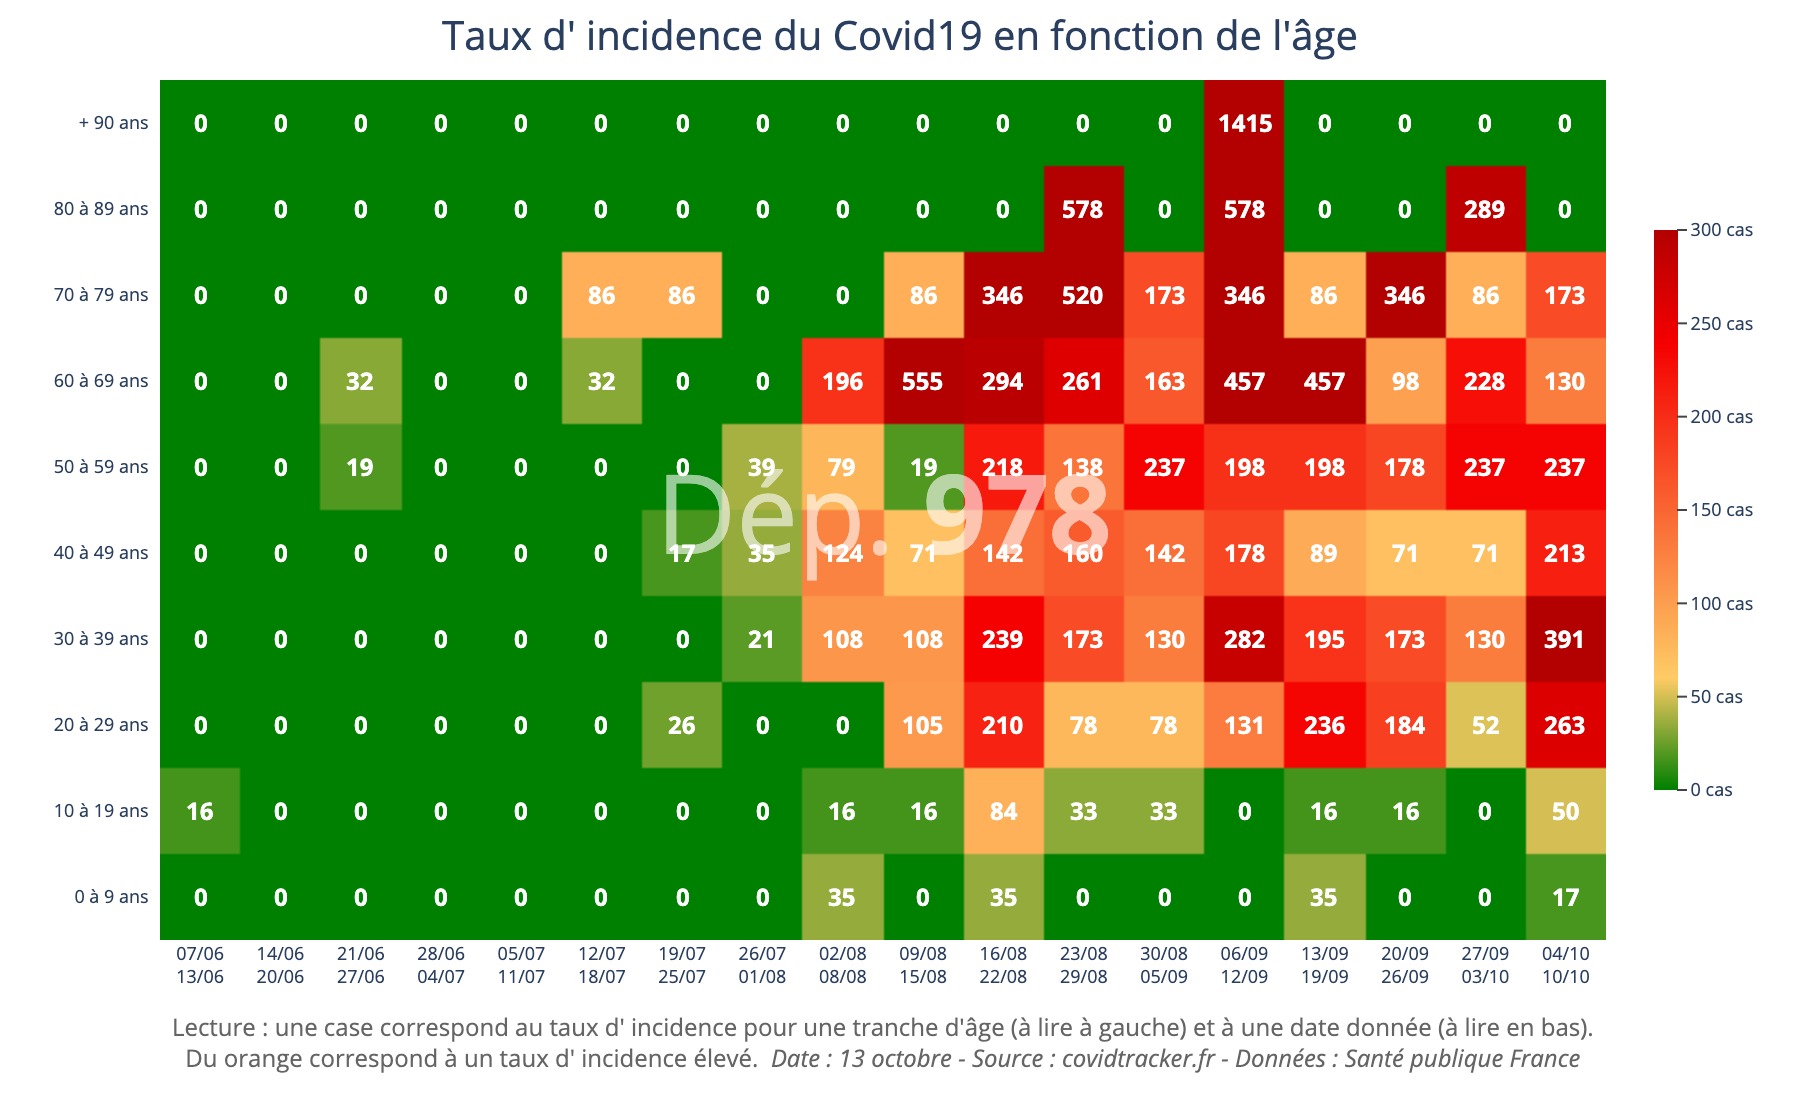 Taux d' incidence du Covid19 en fonction de l'âge
+ 90 ans 0 0 0 0 0 0 0 0 0 0 0 0 0 1415 0 0 0 0
80 à 89 ans 0 0 0 0 0 0 0 0 0 0 0 578 0 578 0 0 289 0
70 à 79 ans 0 0 0 0 0 86 86 0 0 86 346 520 173 346 86 346 86 173
60 à 69 ans 0 0 32 0 0 32 0 0 196 555 294 261 163 457 457 98 228 130
50 à 59 ans 0 0 19 0 0 0 0 39 79 19 218 138 237 198 198 178 237 237
Dép. 978
40 à 49 ans 0 0 0 0 0 0 17 35 124 71 142 160 142 178 89 71 71 213
30 à 39 ans 0 0 0 0 0 0 0 21 108 108 239 173 130 282 195 173 130 391
20 à 29 ans 0 0 0 0 0 0 26 0 0 105 210 78 78 131 236 184 52 263
10 à 19 ans 16 0 0 0 0 0 0 0 16 16 84 33 33 0 16 16 0 50
0 à 9 ans 0 0 0 0 0 0 0 0 35 0 35 0 0 0 35 0 0 17
07/06 14/06 21/06 28/06 05/07 12/07 19/07 26/07 02/08 09/08 16/08 23/08 30/08 06/09 13/09 20/09 27/09 04/10
13/06 20/06 27/06 04/07 11/07 18/07 25/07 01/08 08/08 15/08 22/08 29/08 05/09 12/09 19/09 26/09 03/10 10/10
300 cas
250 cas
200 cas
150 cas
100 cas
50 cas
0 cas
Lecture : une case correspond au taux d' incidence pour une tranche d'âge (à lire à gauche) et à une date donnée (à lire en bas).
Du orange correspond à un taux d' incidence élevé. Date : 13 octobre - Source : covidtracker.fr - Données : Santé publique France